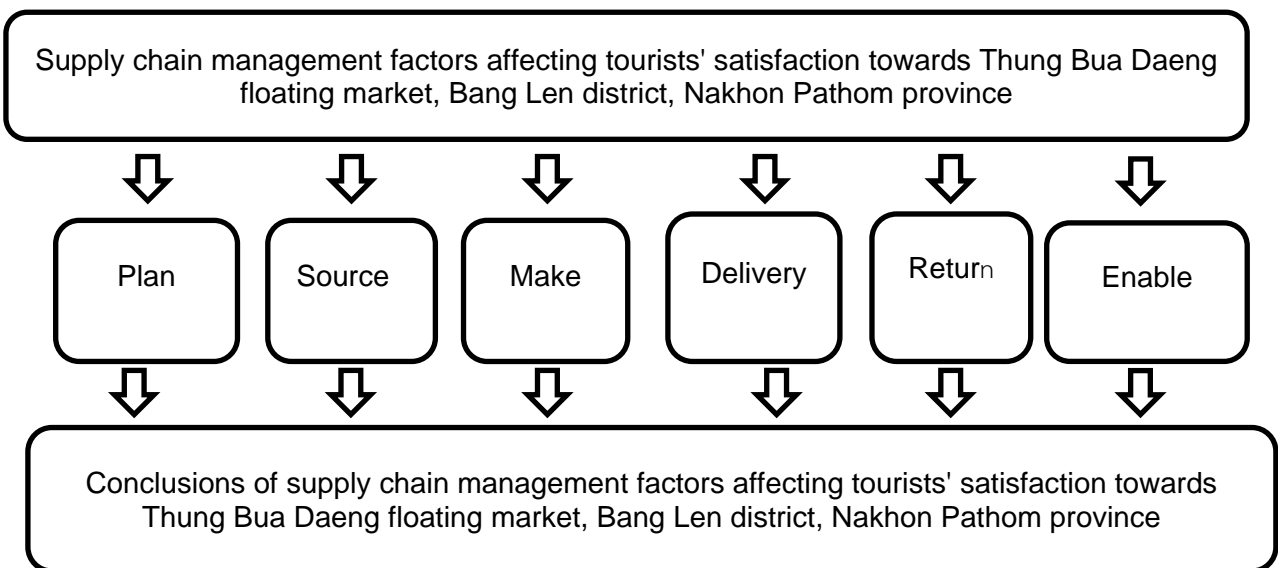 Supply chain management factors affecting tourists' satisfaction towards Thung Bua Daeng
floating market, Bang Len district, Nakhon Pathom province
Plan
Source
Make
Delivery
Return
Enable
Conclusions of supply chain management factors affecting tourists' satisfaction towards
Thung Bua Daeng floating market, Bang Len district, Nakhon Pathom province